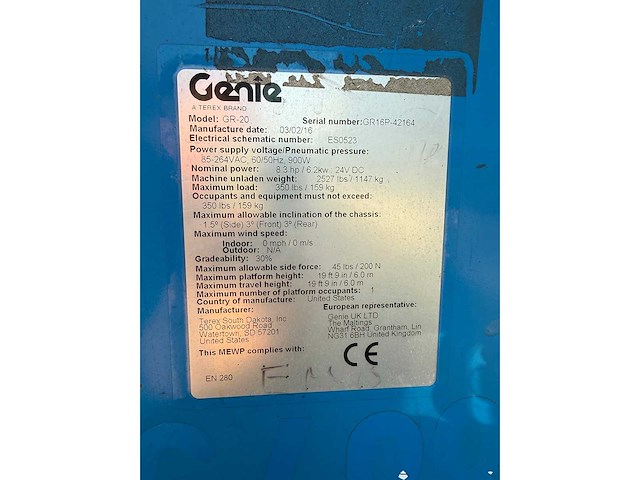 Genie
A TEREX BRAND
Model: GR-20 Serial number:GR16P-42164
Manufacture date: 03/02/16
Electrical schematic number: ES0523
Power supply voltage/Pneumatic pressure:
85-264VAC, 60/50Hz, 900W
Nominal power: 8.3 hp / 6.2kw : 24V DC
Machine unladen weight: 2527 lbs / 1147 kg
Maximum load: 350 lbs / 159 kg
Occupants and equipment must not exceed:
350 lbs / 159 kg
Maximum allowable inclination of the chassis:
1.5° (Side) 3° (Front) 3° (Rear)
Maximum wind speed:
Indoor: 0 mph / 0 m/s
Outdoor: N/A
Gradeability: 30%
Maximum allowable side force: 45 lbs / 200 N
Maximum platform height: 19 ft 9 in / 6.0 m
Maximum travel height: 19 ft 9 in / 6.0 m
Maximum number of platform occupants: 1
Country of manufacture: United States
Manufacturer: European representative:
Terex South Dakota, Inc Genie UK LTD
500 Oakwood Road The Maltings
Watertown, SD 57201 Wharf Road, Grantham, Lin
United States NG31 6BH United Kingdom
This MEWP complies with: CE
EN 280